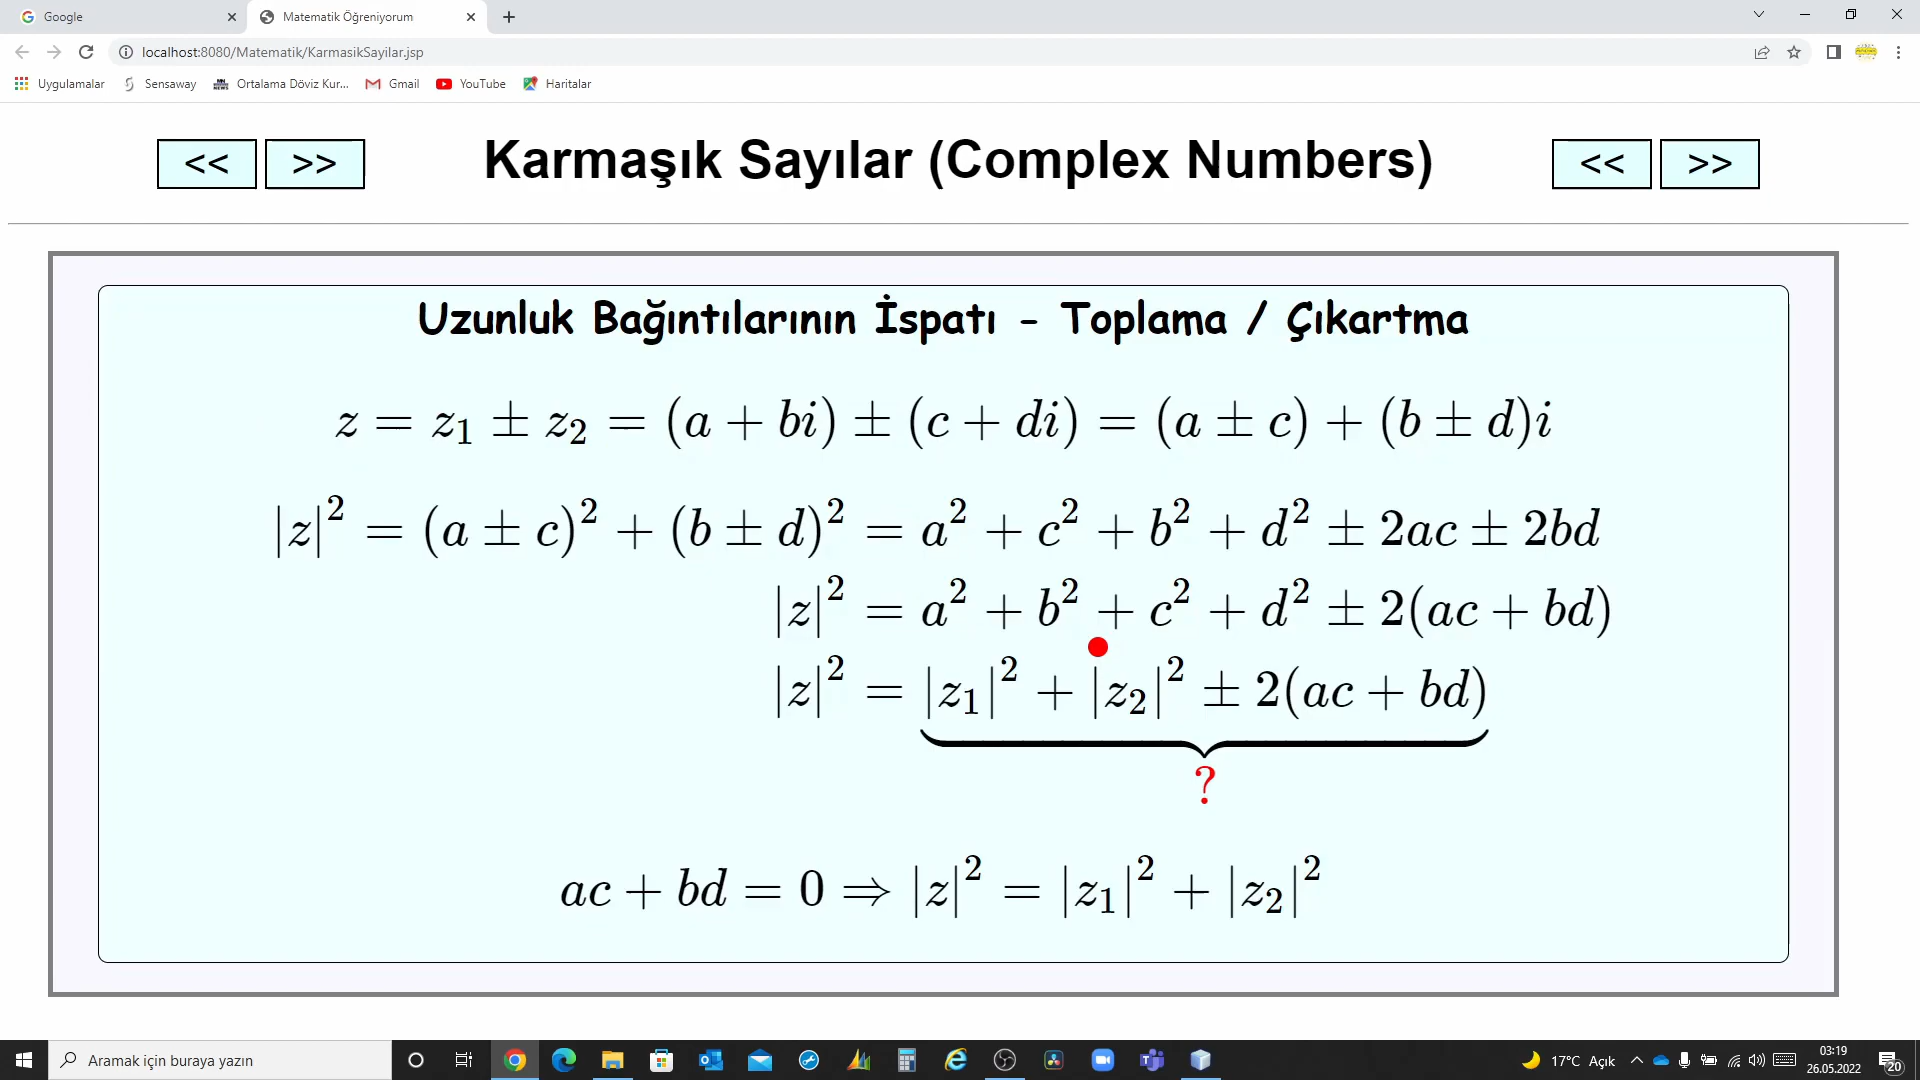 Google
Matematik Öğreniyorum
localhost:8080/Matematik/KarmasikSayilar.jsp
Uygulamalar Sensaway Ortalama Döviz Kur... Gmail YouTube Haritalar
<< >> Karmaşık Sayılar (Complex Numbers) << >>
Uzunluk Bağıntılarının İspatı - Toplama / Çıkartma
z = z₁ ± z₂ = (a + bi) ± (c + di) = (a ± c) + (b ± d)i
|z|² = (a ± c)² + (b ± d)² = a² + c² + b² + d² ± 2ac ± 2bd
|z|² = a² + b² + c² + d² ± 2(ac + bd)
|z|² = |z₁|² + |z₂|² ± 2(ac + bd)
?
ac + bd = 0 ⇒ |z|² = |z₁|² + |z₂|²
Aramak için buraya yazın
17°C Açık
03:19
26.05.2022
20